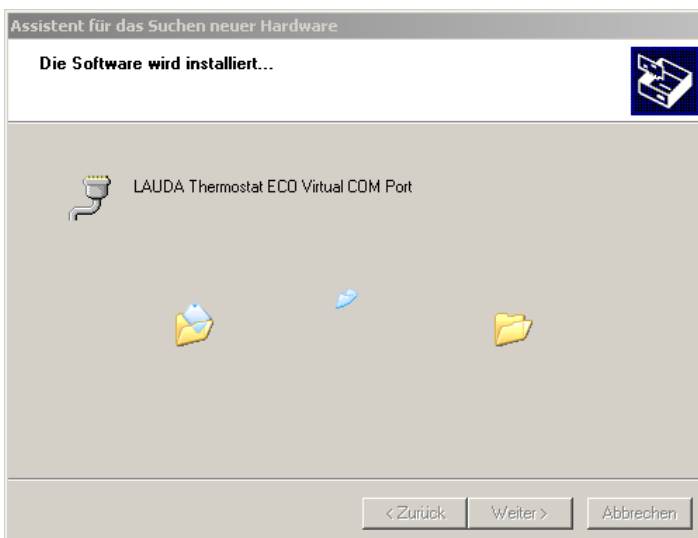 Assistent für das Suchen neuer Hardware
Die Software wird installiert...
LAUDA Thermostat ECO Virtual COM Port
< Zurück
Weiter >
Abbrechen